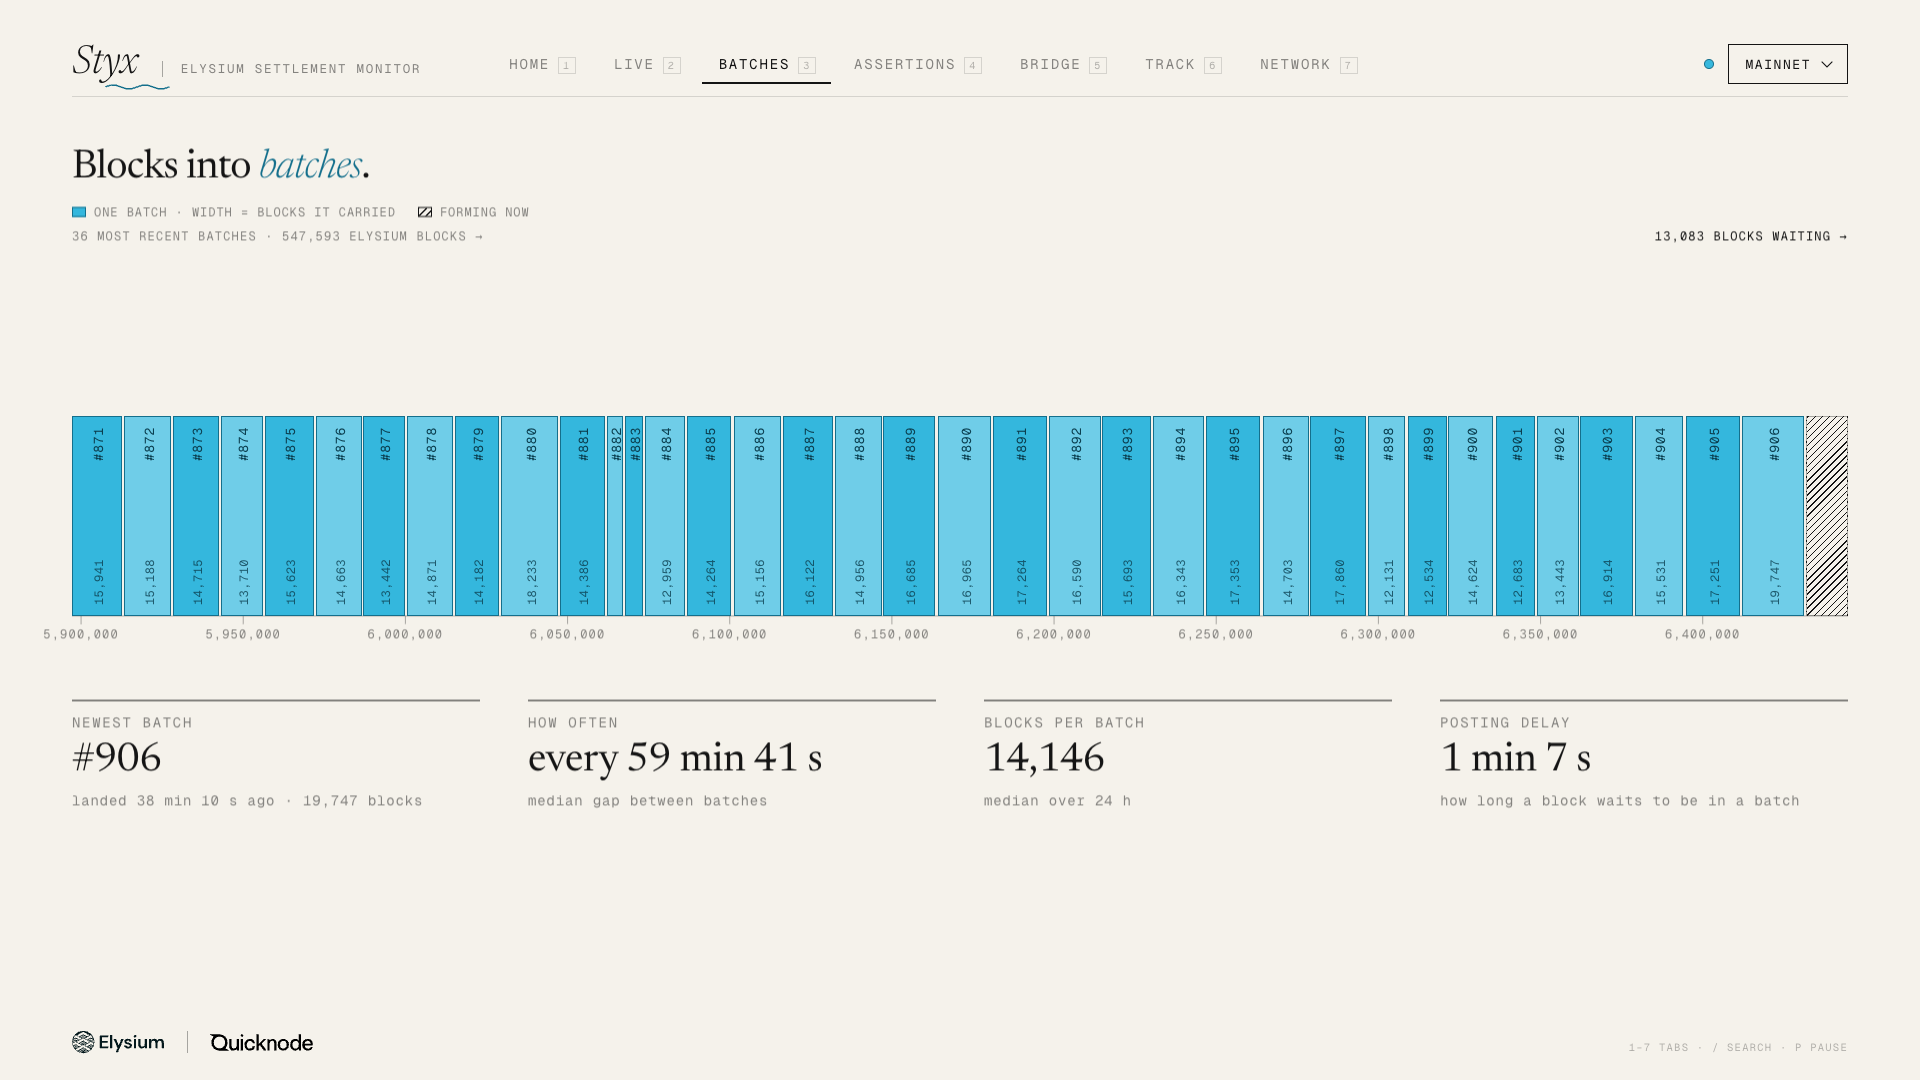 Styx
ELYSIUM SETTLEMENT MONITOR
HOME 1
LIVE 2
BATCHES 3
ASSERTIONS 4
BRIDGE 5
TRACK 6
NETWORK 7
MAINNET
Blocks into batches.
ONE BATCH · WIDTH = BLOCKS IT CARRIED
FORMING NOW
36 MOST RECENT BATCHES · 547,593 ELYSIUM BLOCKS →
13,083 BLOCKS WAITING →
#871
#872
#873
#874
#875
#876
#877
#878
#879
#880
#881
#882
#883
#884
#885
#886
#887
#888
#889
#890
#891
#892
#893
#894
#895
#896
#897
#898
#899
#900
#901
#902
#903
#904
#905
#906
15,941
15,188
14,715
13,710
15,623
14,663
13,442
14,871
14,182
18,233
14,386
12,959
14,264
15,156
16,122
14,956
16,685
16,965
17,264
16,590
15,693
16,343
17,353
14,703
17,860
12,131
12,534
14,624
12,683
13,443
16,914
15,531
17,251
19,747
5,900,000
5,950,000
6,000,000
6,050,000
6,100,000
6,150,000
6,200,000
6,250,000
6,300,000
6,350,000
6,400,000
NEWEST BATCH
#906
landed 38 min 10 s ago · 19,747 blocks
HOW OFTEN
every 59 min 41 s
median gap between batches
BLOCKS PER BATCH
14,146
median over 24 h
POSTING DELAY
1 min 7 s
how long a block waits to be in a batch
Elysium
Quicknode
1–7 TABS · / SEARCH · P PAUSE